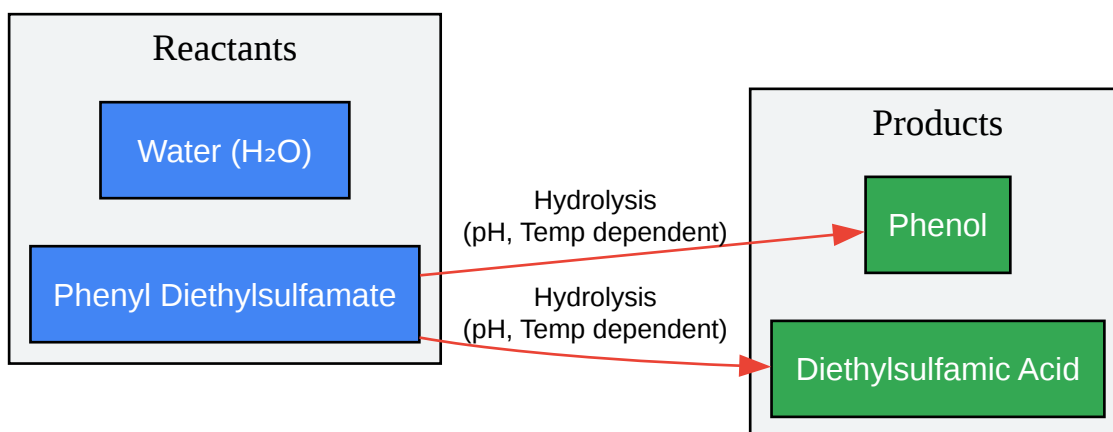 Reactants
Water (H₂O)
Phenyl Diethylsulfamate
Hydrolysis
(pH, Temp dependent)
Hydrolysis
(pH, Temp dependent)
Products
Phenol
Diethylsulfamic Acid